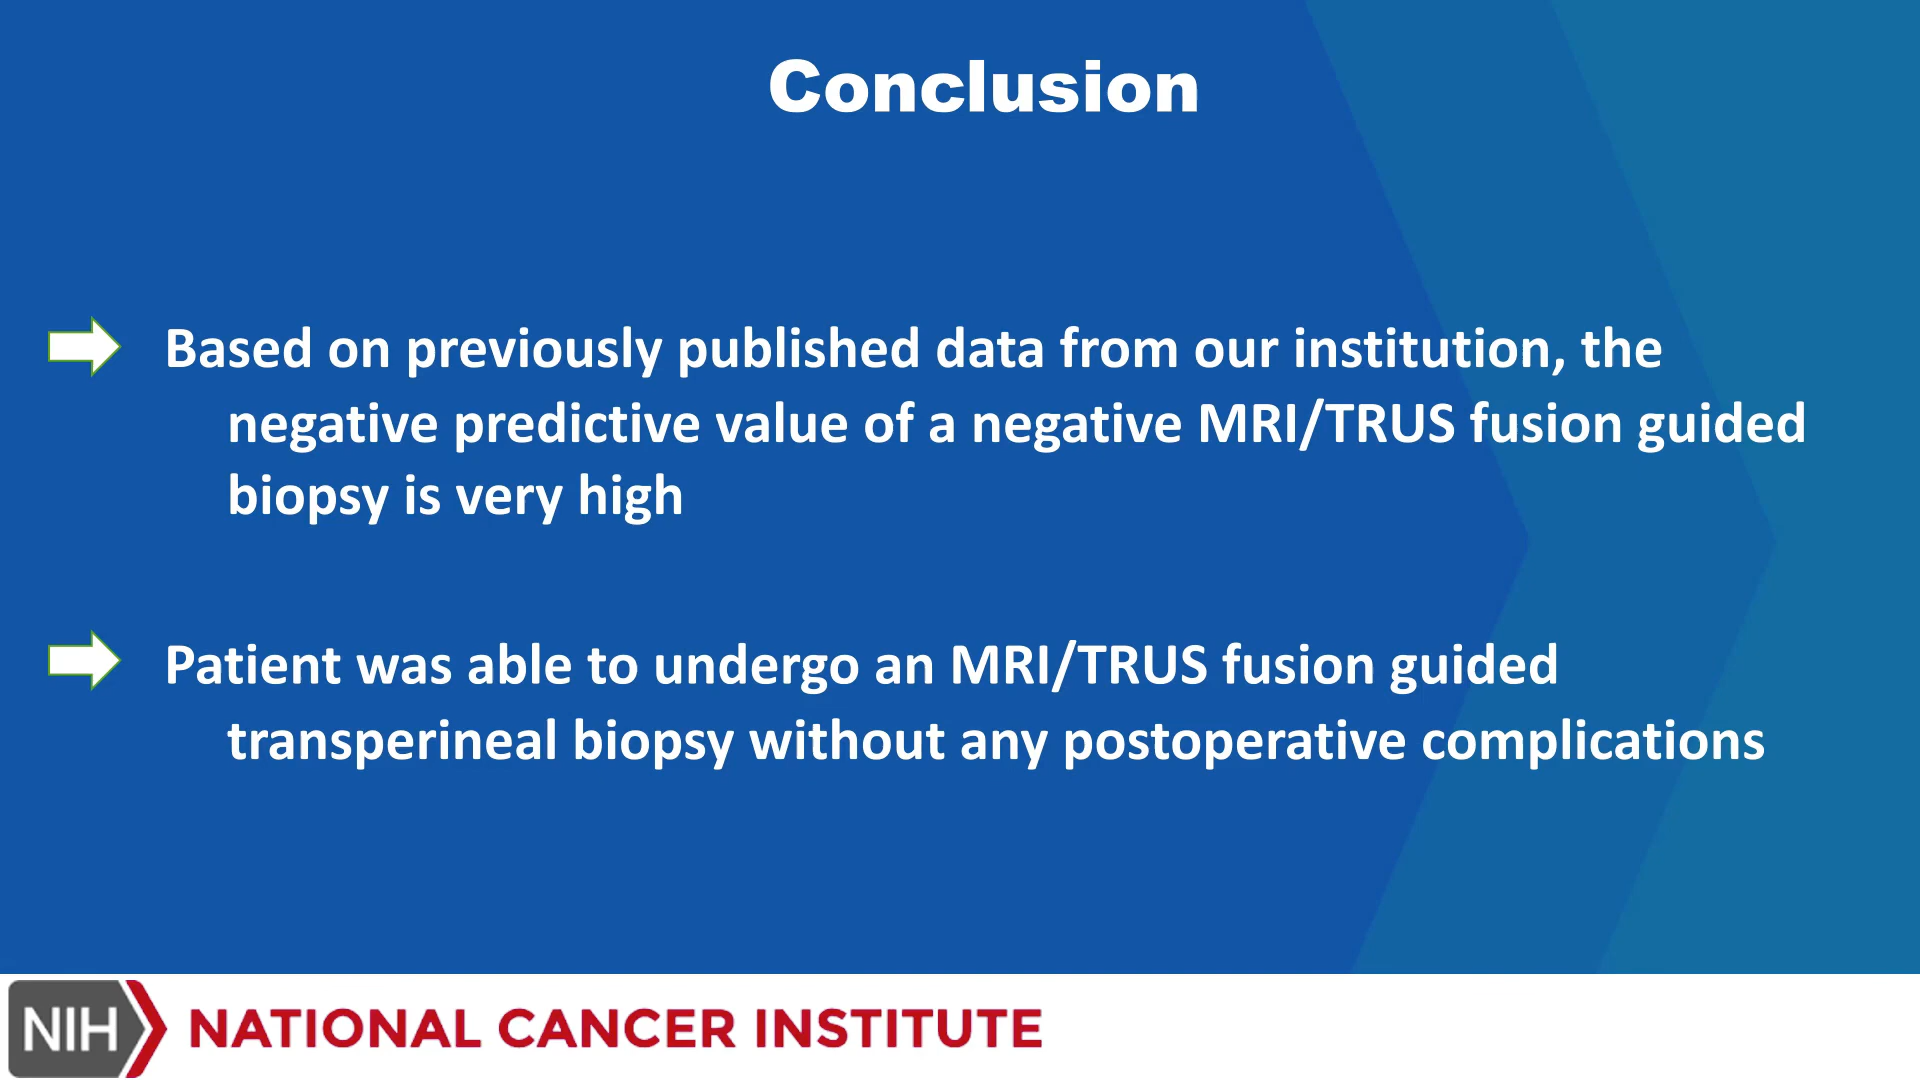 Conclusion
Based on previously published data from our institution, the
negative predictive value of a negative MRI/TRUS fusion guided
biopsy is very high
Patient was able to undergo an MRI/TRUS fusion guided
transperineal biopsy without any postoperative complications
NIH NATIONAL CANCER INSTITUTE